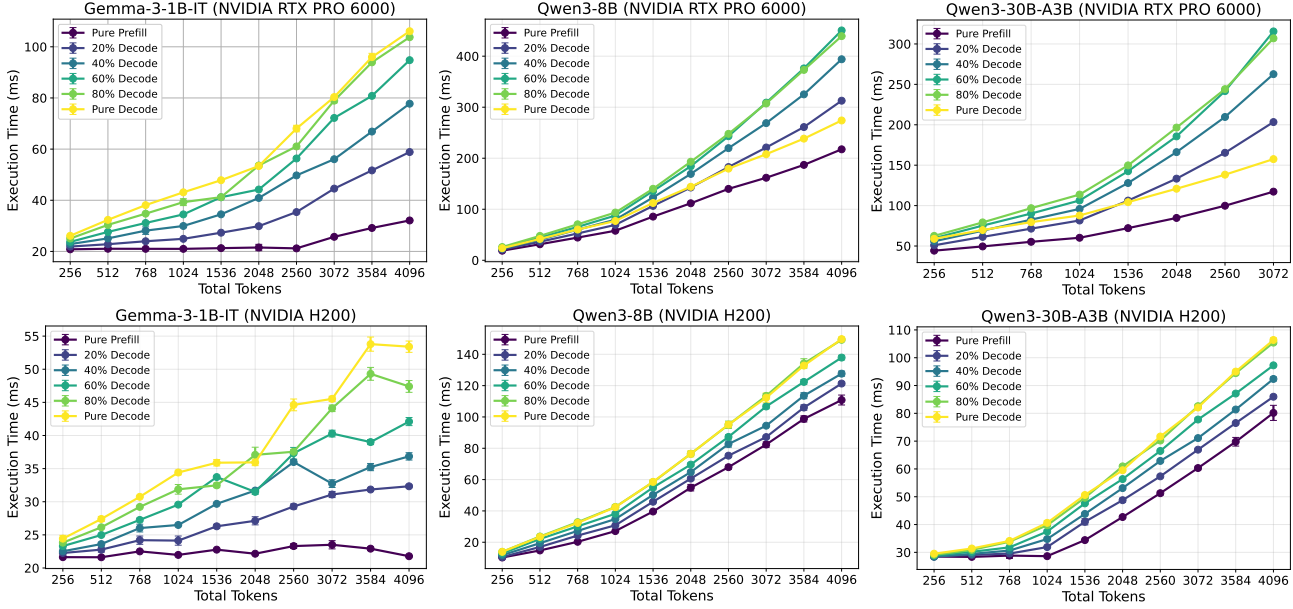 Gemma-3-1B-IT (NVIDIA RTX PRO 6000)
Execution Time (ms)
100
80
60
40
20
Pure Prefill
20% Decode
40% Decode
60% Decode
80% Decode
Pure Decode
256 512 768 1024 1536 2048 2560 3072 3584 4096
Total Tokens
Qwen3-8B (NVIDIA RTX PRO 6000)
Execution Time (ms)
400
300
200
100
0
Pure Prefill
20% Decode
40% Decode
60% Decode
80% Decode
Pure Decode
256 512 768 1024 1536 2048 2560 3072 3584 4096
Total Tokens
Qwen3-30B-A3B (NVIDIA RTX PRO 6000)
Execution Time (ms)
300
250
200
150
100
50
Pure Prefill
20% Decode
40% Decode
60% Decode
80% Decode
Pure Decode
256 512 768 1024 1536 2048 2560 3072
Total Tokens
Gemma-3-1B-IT (NVIDIA H200)
Execution Time (ms)
55
50
45
40
35
30
25
20
Pure Prefill
20% Decode
40% Decode
60% Decode
80% Decode
Pure Decode
256 512 768 1024 1536 2048 2560 3072 3584 4096
Total Tokens
Qwen3-8B (NVIDIA H200)
Execution Time (ms)
140
120
100
80
60
40
20
Pure Prefill
20% Decode
40% Decode
60% Decode
80% Decode
Pure Decode
256 512 768 1024 1536 2048 2560 3072 3584 4096
Total Tokens
Qwen3-30B-A3B (NVIDIA H200)
Execution Time (ms)
110
100
90
80
70
60
50
40
30
Pure Prefill
20% Decode
40% Decode
60% Decode
80% Decode
Pure Decode
256 512 768 1024 1536 2048 2560 3072 3584 4096
Total Tokens